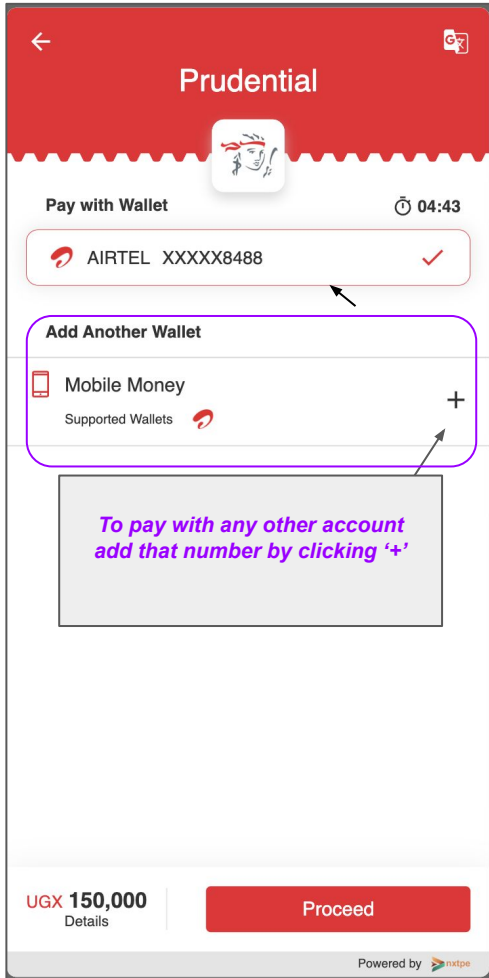 Prudential
Pay with Wallet
04:43
AIRTEL XXXXX8488
Add Another Wallet
Mobile Money
Supported Wallets
To pay with any other account
add that number by clicking ‘+’
UGX 150,000
Details
Proceed
Powered by nxtpe